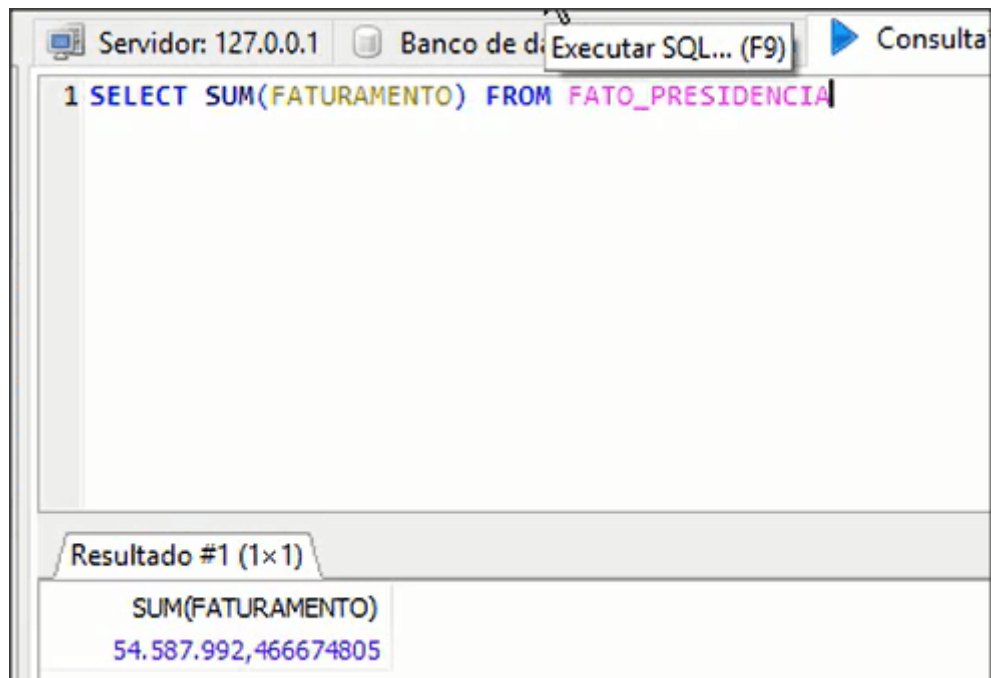 Servidor: 127.0.0.1 Banco de d Executar SQL... (F9) Consulta
1 SELECT SUM(FATURAMENTO) FROM FATO_PRESIDENCIA
Resultado #1 (1×1)
SUM(FATURAMENTO)
54.587.992,466674805